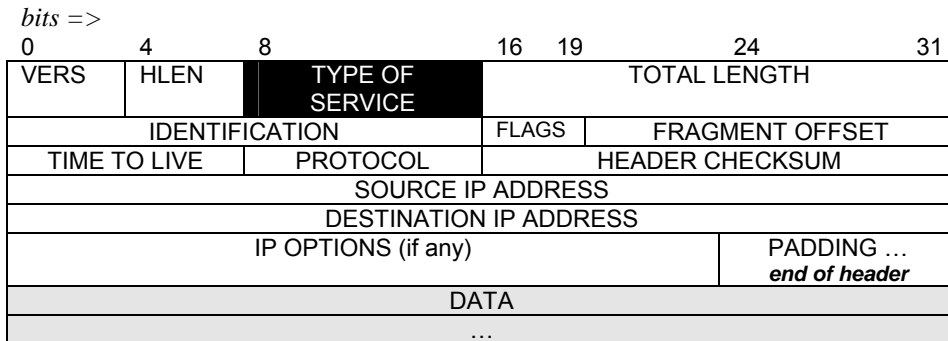 bits =>
0 4 8 16 19 24 31
VERS HLEN TYPE OF TOTAL LENGTH
SERVICE
IDENTIFICATION FLAGS FRAGMENT OFFSET
TIME TO LIVE PROTOCOL HEADER CHECKSUM
SOURCE IP ADDRESS
DESTINATION IP ADDRESS
IP OPTIONS (if any) PADDING …
end of header
DATA
…